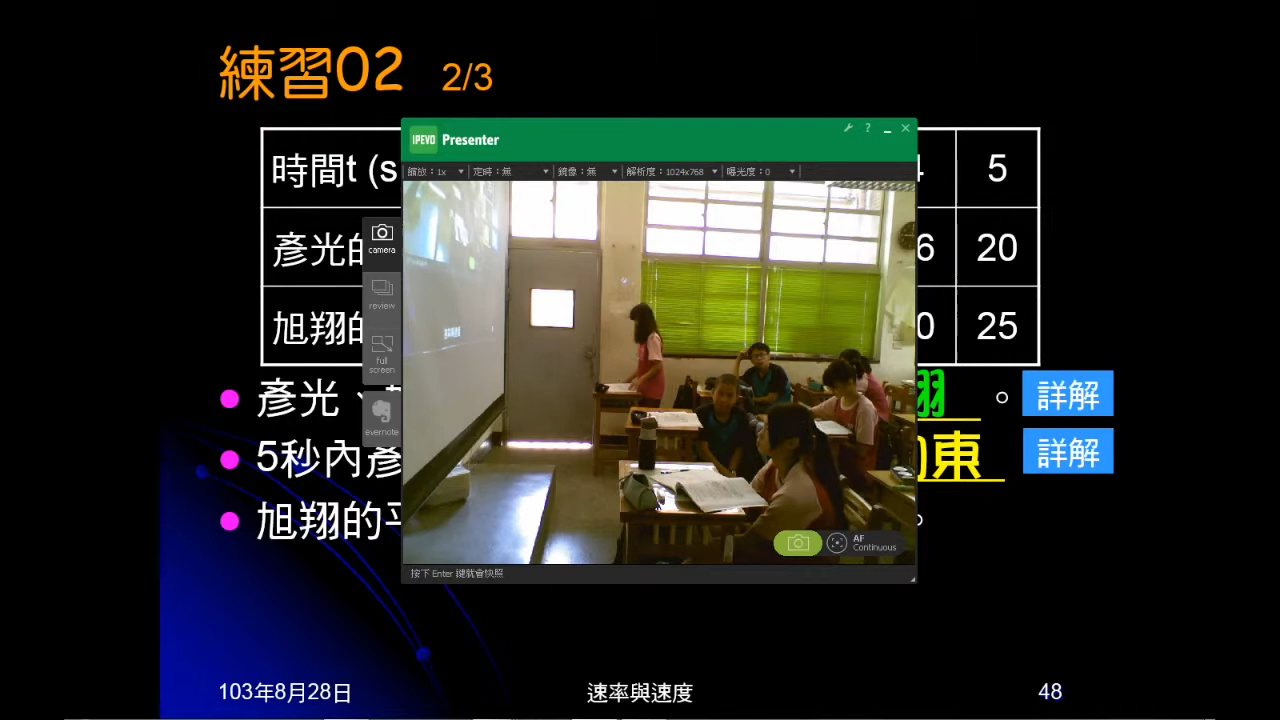 練習02 2/3
時間t (s 4 5
彥光的 6 20
旭翔的 0 25
彥光、 翔 。 詳解
5秒內彥 向東 詳解
旭翔的平 。
IPEVO Presenter
縮放：1x 定時：無 鏡像：無 解析度：1024x768 曝光度：0
camera
review
full
screen
evernote
AF
Continuous
按下 Enter 鍵就會快照
103年8月28日 速率與速度 48